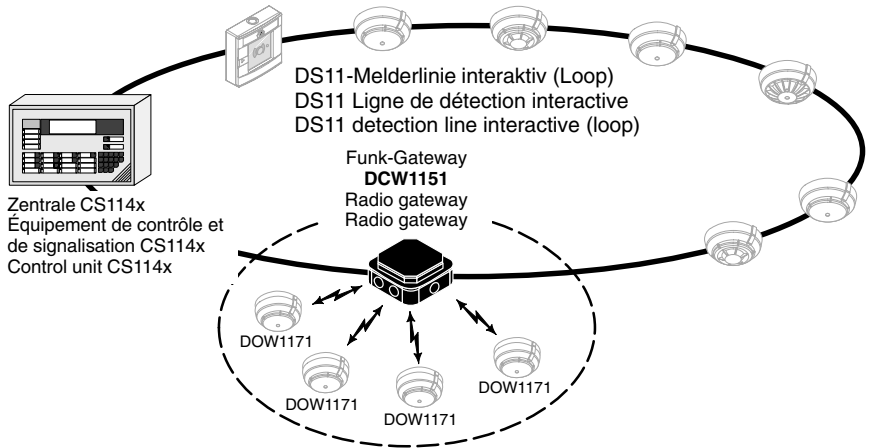 DS11-Melderlinie interaktiv (Loop)
DS11 Ligne de détection interactive
DS11 detection line interactive (loop)
Funk-Gateway
DCW1151
Radio gateway
Radio gateway
Zentrale CS114x
Équipement de contrôle et
de signalisation CS114x
Control unit CS114x
DOW1171
DOW1171
DOW1171
DOW1171